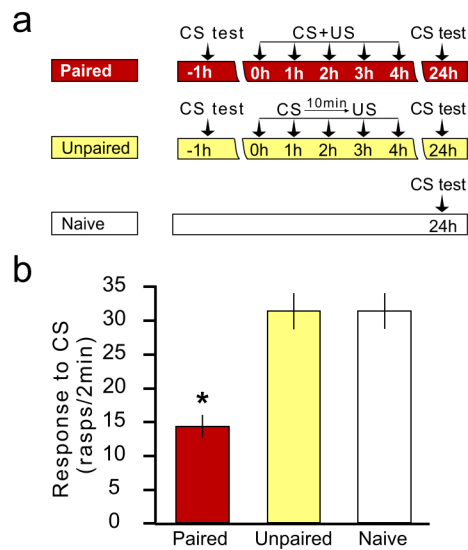 a
CS test CS+US CS test
Paired -1h 0h 1h 2h 3h 4h 24h
CS test CS 10min US CS test
Unpaired -1h 0h 1h 2h 3h 4h 24h
CS test
Naive 24h
b
Response to CS
(rasps/2min)
35
30
25
20
15
10
5
0
*
Paired Unpaired Naive